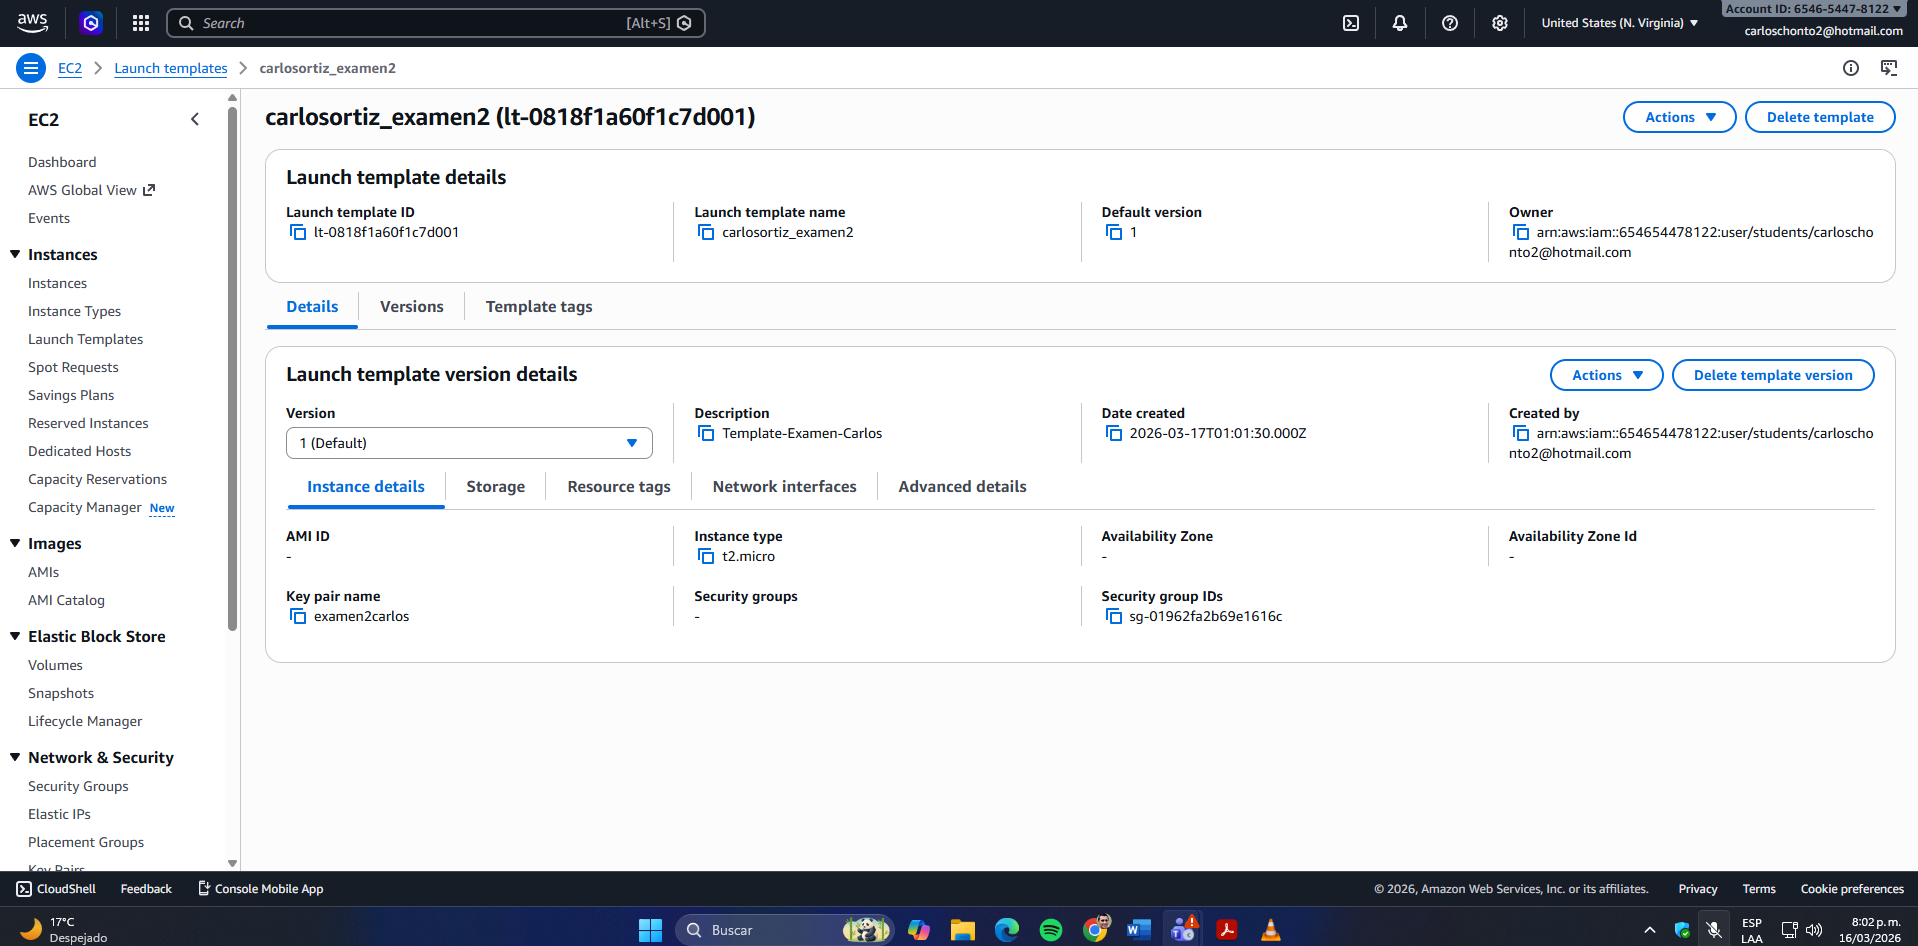 aws
Search
[Alt+S]
United States (N. Virginia)
Account ID: 6546-5447-8122
carloschonto2@hotmail.com
EC2
Launch templates
carlosortiz_examen2
EC2
Dashboard
AWS Global View
Events
Instances
Instances
Instance Types
Launch Templates
Spot Requests
Savings Plans
Reserved Instances
Dedicated Hosts
Capacity Reservations
Capacity Manager New
Images
AMIs
AMI Catalog
Elastic Block Store
Volumes
Snapshots
Lifecycle Manager
Network & Security
Security Groups
Elastic IPs
Placement Groups
Key Pairs
carlosortiz_examen2 (lt-0818f1a60f1c7d001)
Actions
Delete template
Launch template details
Launch template ID
lt-0818f1a60f1c7d001
Launch template name
carlosortiz_examen2
Default version
1
Owner
arn:aws:iam::654654478122:user/students/carloscho
nto2@hotmail.com
Details
Versions
Template tags
Launch template version details
Actions
Delete template version
Version
1 (Default)
Description
Template-Examen-Carlos
Date created
2026-03-17T01:01:30.000Z
Created by
arn:aws:iam::654654478122:user/students/carloscho
nto2@hotmail.com
Instance details
Storage
Resource tags
Network interfaces
Advanced details
AMI ID
-
Instance type
t2.micro
Availability Zone
-
Availability Zone Id
-
Key pair name
examen2carlos
Security groups
-
Security group IDs
sg-01962fa2b69e1616c
CloudShell
Feedback
Console Mobile App
© 2026, Amazon Web Services, Inc. or its affiliates.
Privacy
Terms
Cookie preferences
17°C
Despejado
Buscar
ESP
LAA
8:02 p. m.
16/03/2026